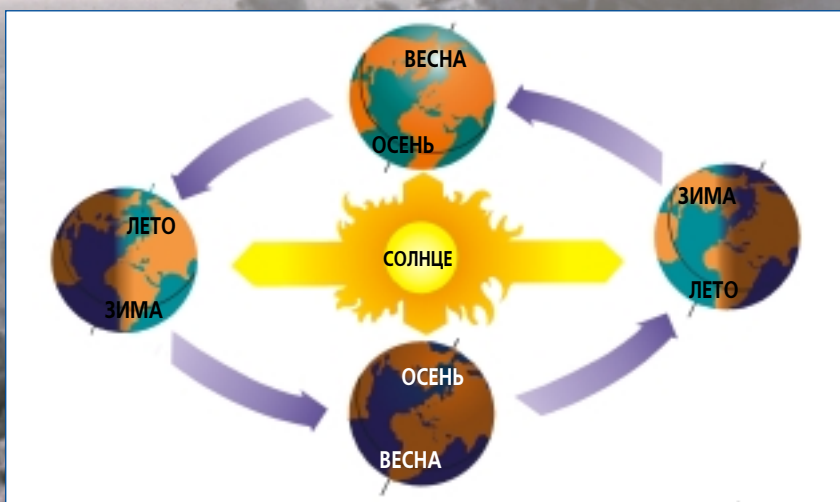 ВЕСНА
ОСЕНЬ
ЛЕТО
ЗИМА
СОЛНЦЕ
ЗИМА
ЛЕТО
ОСЕНЬ
ВЕСНА